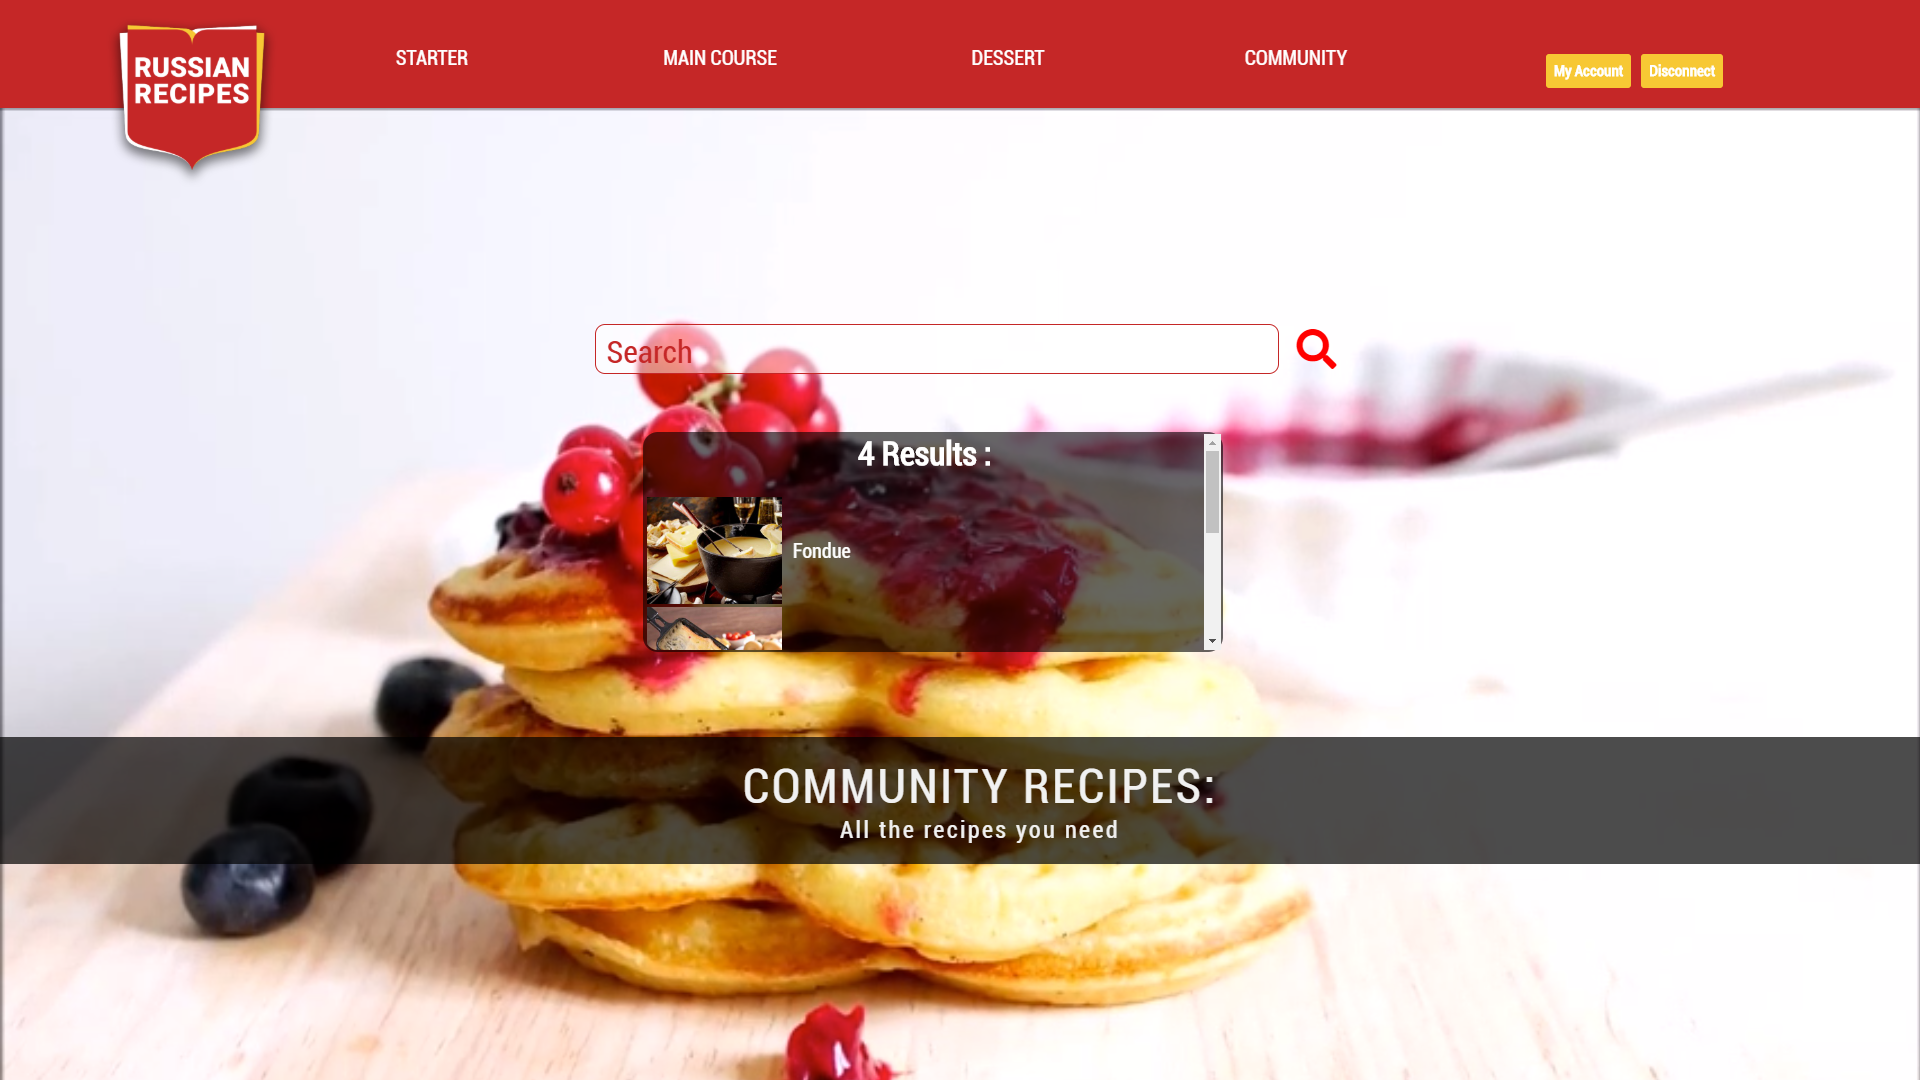 RUSSIAN
RECIPES
STARTER
MAIN COURSE
DESSERT
COMMUNITY
My Account
Disconnect
Search
4 Results :
Fondue
COMMUNITY RECIPES:
All the recipes you need